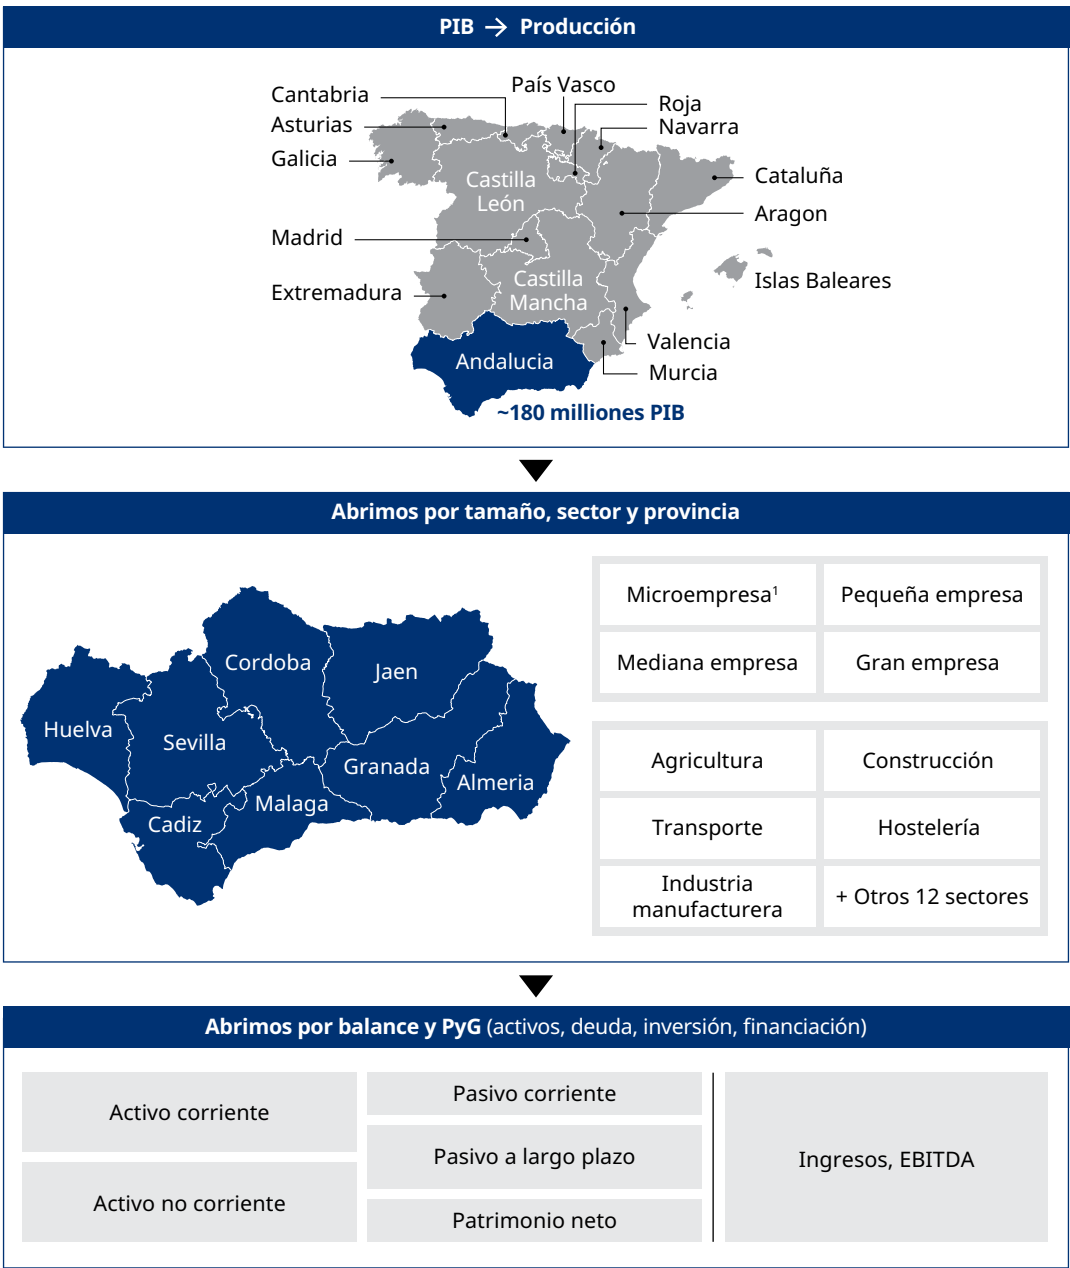 PIB → Producción
País Vasco
Cantabria
Roja
Asturias
Navarra
Galicia
Castilla
León
Cataluña
Aragon
Madrid
Castilla
Mancha
Islas Baleares
Extremadura
Valencia
Andalucia
Murcia
~180 milliones PIB
Abrimos por tamaño, sector y provincia
Cordoba
Jaen
Huelva
Sevilla
Granada
Almeria
Malaga
Cadiz
Microempresa¹
Pequeña empresa
Mediana empresa
Gran empresa
Agricultura
Construcción
Transporte
Hostelería
Industria
manufacturera
+ Otros 12 sectores
Abrimos por balance y PyG (activos, deuda, inversión, financiación)
Activo corriente
Activo no corriente
Pasivo corriente
Pasivo a largo plazo
Patrimonio neto
Ingresos, EBITDA